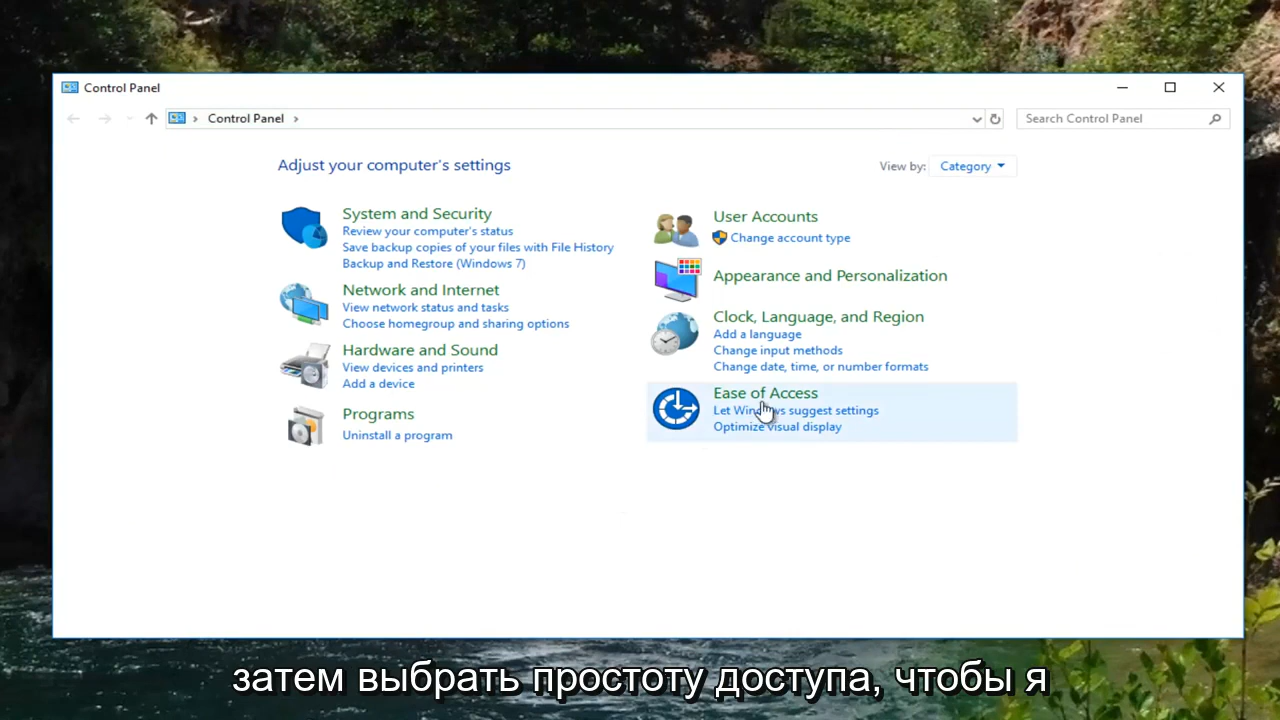 Control Panel
Control Panel
Search Control Panel
Adjust your computer's settings
View by: Category
System and Security
Review your computer's status
Save backup copies of your files with File History
Backup and Restore (Windows 7)
Network and Internet
View network status and tasks
Choose homegroup and sharing options
Hardware and Sound
View devices and printers
Add a device
Programs
Uninstall a program
User Accounts
Change account type
Appearance and Personalization
Clock, Language, and Region
Add a language
Change input methods
Change date, time, or number formats
Ease of Access
Let Windows suggest settings
Optimize visual display
затем выбрать простоту доступа, чтобы я